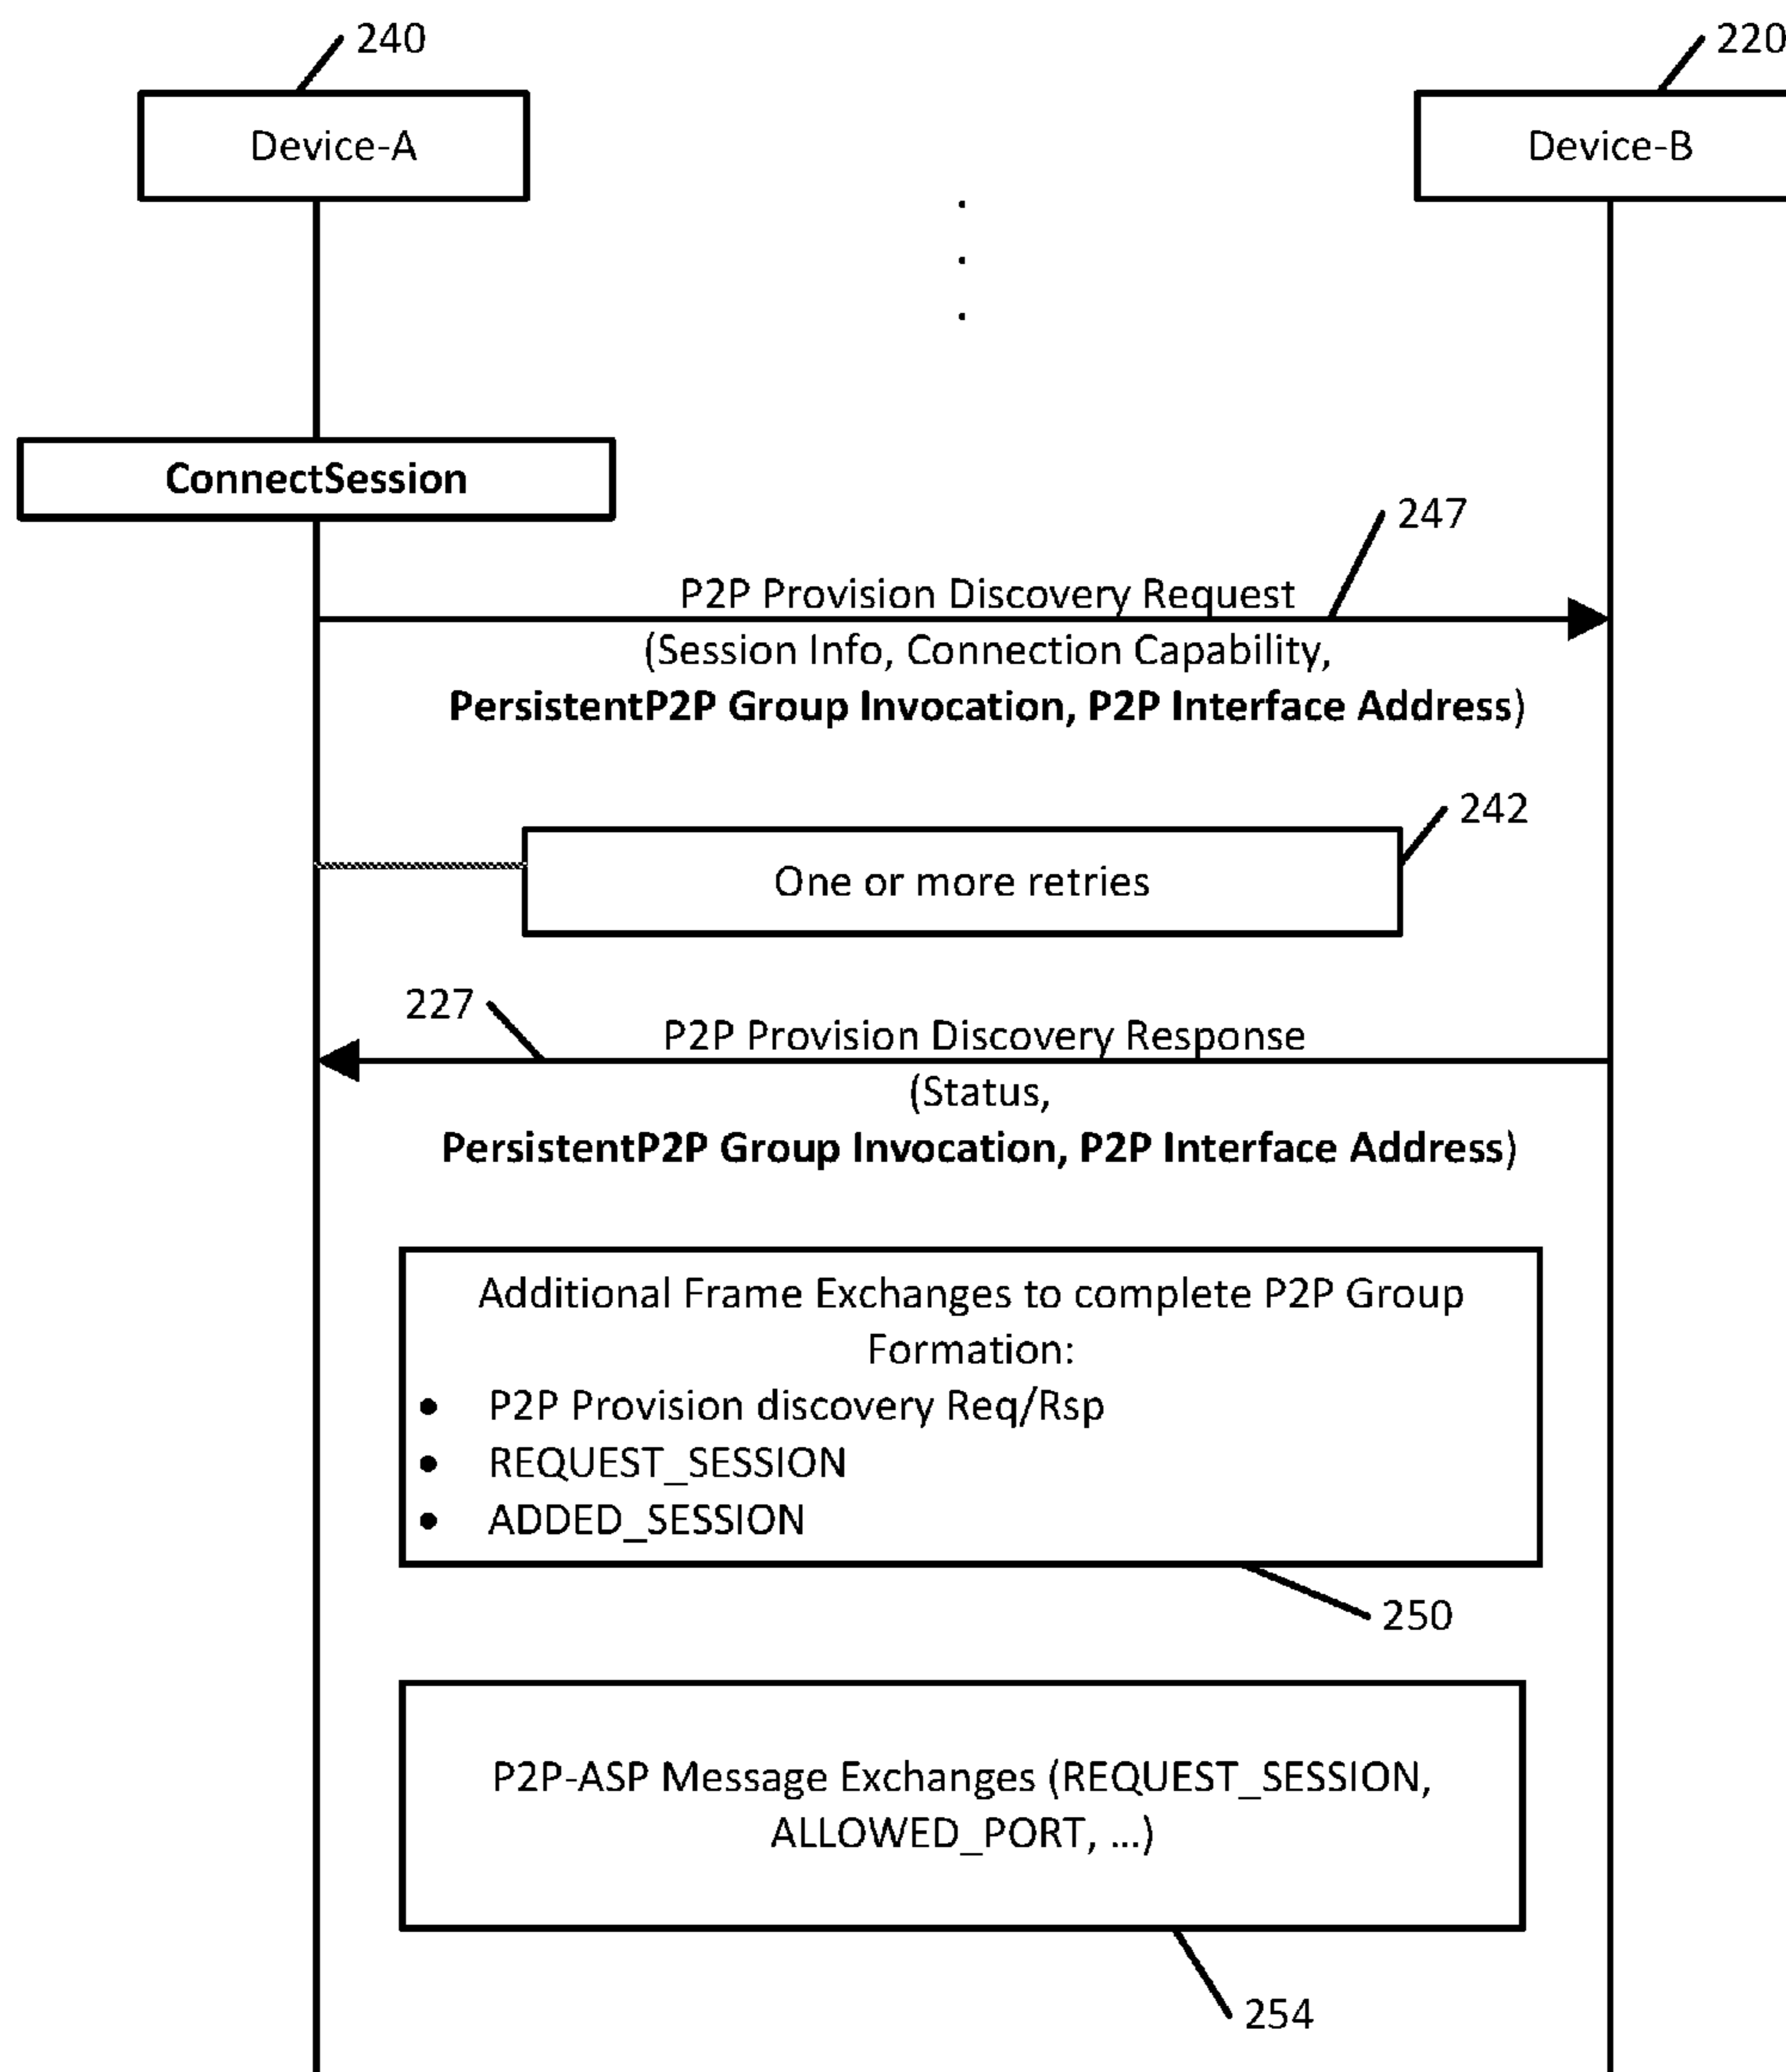 240
220
Device-A
Device-B
ConnectSession
247
P2P Provision Discovery Request
(Session Info, Connection Capability,
PersistentP2P Group Invocation, P2P Interface Address)
242
One or more retries
227
P2P Provision Discovery Response
(Status,
PersistentP2P Group Invocation, P2P Interface Address)
Additional Frame Exchanges to complete P2P Group
Formation:
• P2P Provision discovery Req/Rsp
• REQUEST_SESSION
• ADDED_SESSION
250
P2P-ASP Message Exchanges (REQUEST_SESSION,
ALLOWED_PORT, ...)
254